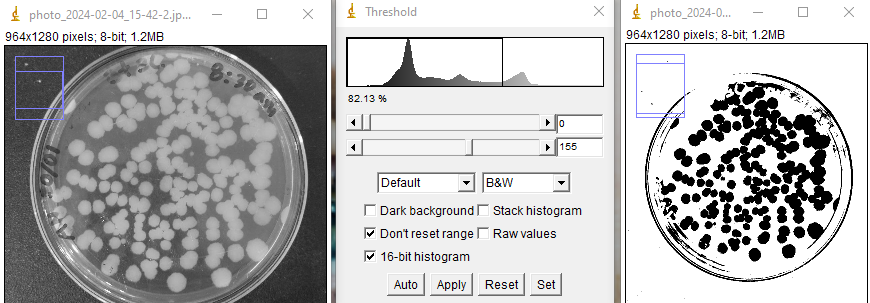 photo_2024-02-04_15-42-2.jp...
964x1280 pixels; 8-bit; 1.2MB
8:30AM
Threshold
82.13 %
0
155
Default
B&W
Dark background
Stack histogram
Don't reset range
Raw values
16-bit histogram
Auto
Apply
Reset
Set
photo_2024-0...
964x1280 pixels; 8-bit; 1.2MB